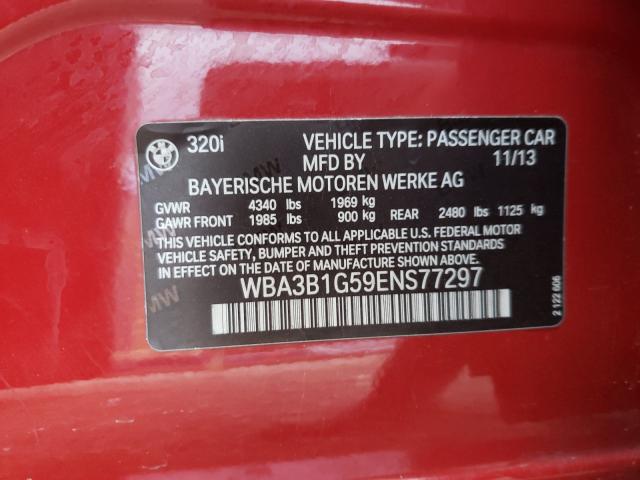 320i VEHICLE TYPE: PASSENGER CAR
MFD BY 11/13
BAYERISCHE MOTOREN WERKE AG
GVWR 4340 lbs 1969 kg
GAWR FRONT 1985 lbs 900 kg REAR 2480 lbs 1125 kg
THIS VEHICLE CONFORMS TO ALL APPLICABLE U.S. FEDERAL MOTOR
VEHICLE SAFETY, BUMPER AND THEFT PREVENTION STANDARDS
IN EFFECT ON THE DATE OF MANUFACTURE SHOWN ABOVE.
WBA3B1G59ENS77297
2 122 606